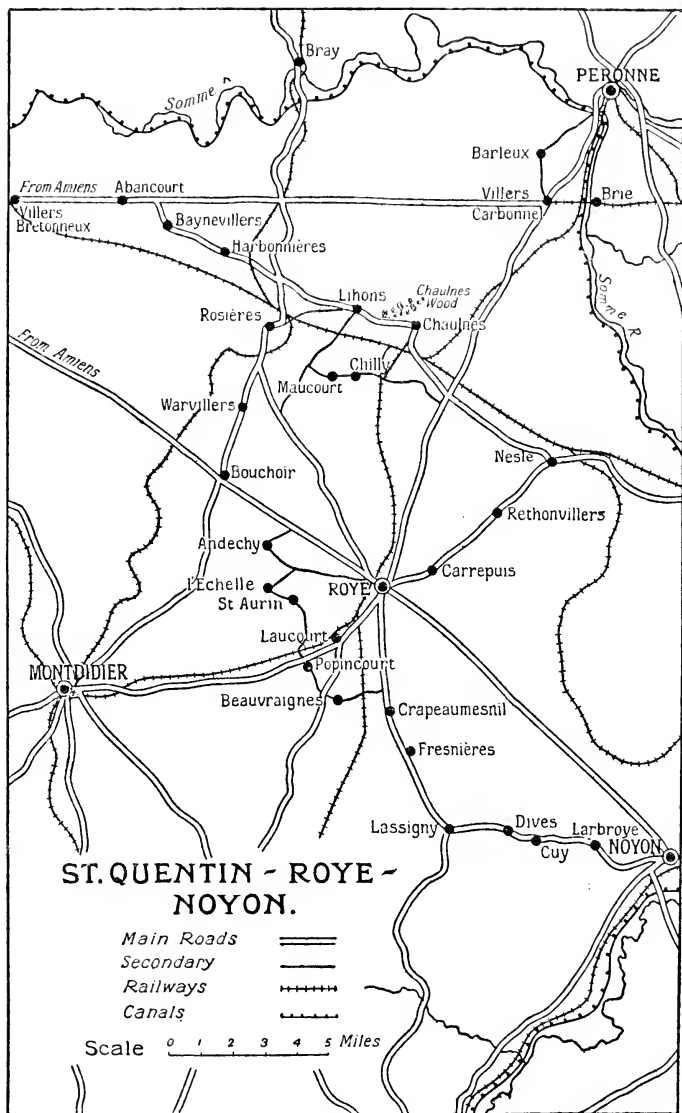 Bray
PERONNE
Somme R
Barleux
From Amiens
Abancourt
Villers
Carbonne
Brie
Villers
Bretonneux
Baynevillers
Harbonnières
Lihons
Chaulnes
Wood
Rosières
Chaulnes
Somme R
From Amiens
Chilly
Maucourt
Warvillers
Nesle
Bouchoir
Rethonvillers
Andechy
Carrepuis
l'Echelle
ROYE
St Aurin
Laucourt
MONTDIDIER
Popincourt
Beauvraignes
Crapeaumesnil
Fresnières
Lassigny
Dives
Larbroye
Cuy
NOYON
ST. QUENTIN - ROYE -
NOYON.
Main Roads
Secondary
Railways
Canals
Scale 0 1 2 3 4 5 Miles